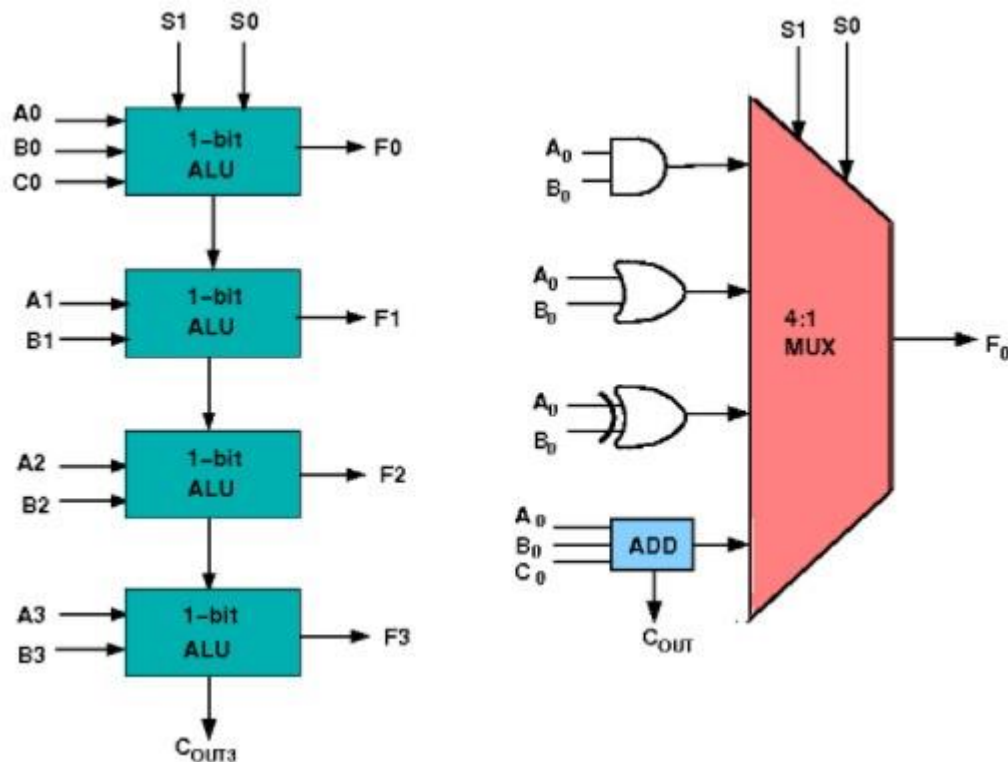 S1 S0
A0
B0
C0
1-bit
ALU
F0
A1
B1
1-bit
ALU
F1
A2
B2
1-bit
ALU
F2
A3
B3
1-bit
ALU
F3
C_OUT3
S1 S0
A₀
B₀
A₀
B₀
4:1
MUX
F₀
A₀
B₀
A₀
B₀
C₀
ADD
C_OUT